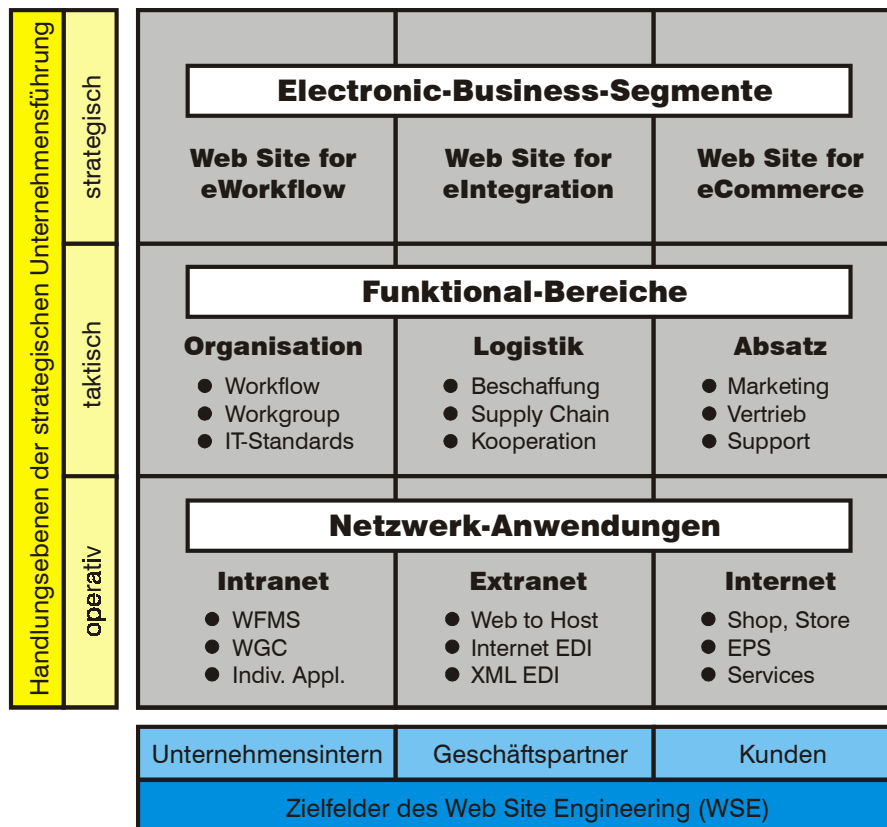 Handlungsebenen der strategischen Unternehmensführung
strategisch
Electronic-Business-Segmente
Web Site for
eWorkflow
Web Site for
eIntegration
Web Site for
eCommerce
taktisch
Funktional-Bereiche
Organisation
● Workflow
● Workgroup
● IT-Standards
Logistik
● Beschaffung
● Supply Chain
● Kooperation
Absatz
● Marketing
● Vertrieb
● Support
operativ
Netzwerk-Anwendungen
Intranet
● WFMS
● WGC
● Indiv. Appl.
Extranet
● Web to Host
● Internet EDI
● XML EDI
Internet
● Shop, Store
● EPS
● Services
Unternehmensintern
Geschäftspartner
Kunden
Zielfelder des Web Site Engineering (WSE)